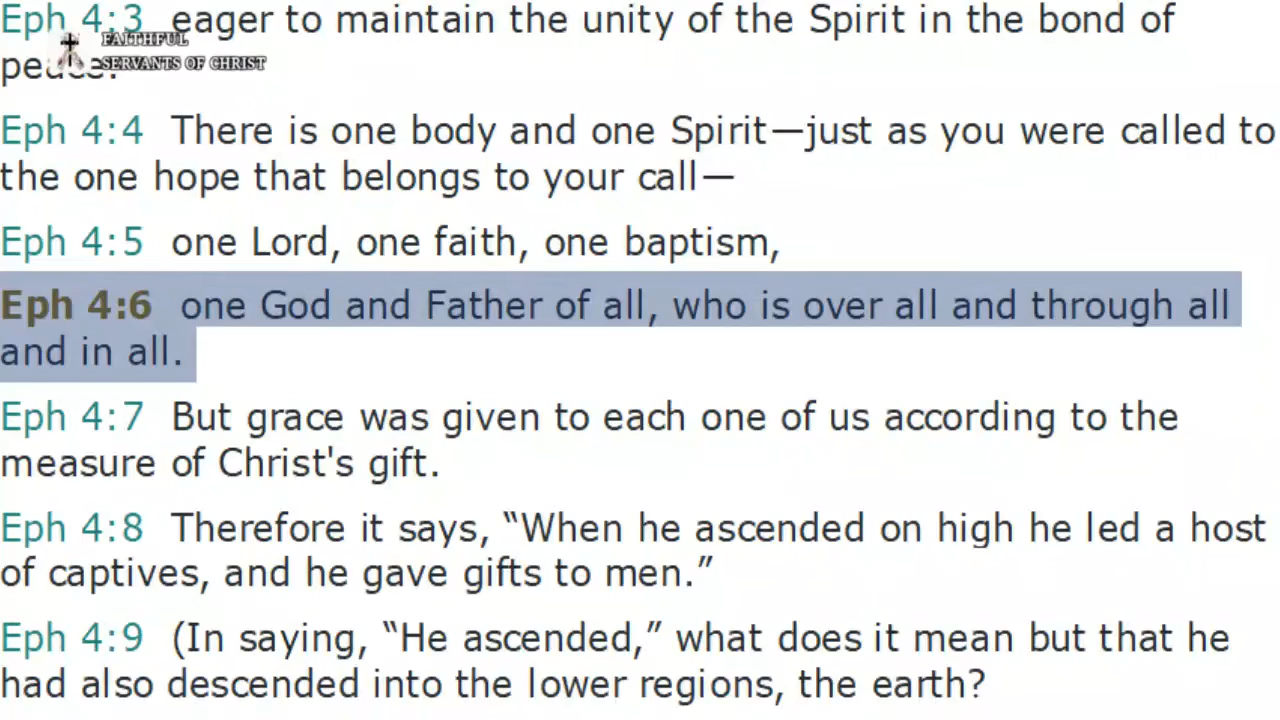 Eph 4:3 eager to maintain the unity of the Spirit in the bond of
peace.
FAITHFUL
SERVANTS OF CHRIST
Eph 4:4 There is one body and one Spirit—just as you were called to
the one hope that belongs to your call—
Eph 4:5 one Lord, one faith, one baptism,
Eph 4:6 one God and Father of all, who is over all and through all
and in all.
Eph 4:7 But grace was given to each one of us according to the
measure of Christ's gift.
Eph 4:8 Therefore it says, “When he ascended on high he led a host
of captives, and he gave gifts to men.”
Eph 4:9 (In saying, “He ascended,” what does it mean but that he
had also descended into the lower regions, the earth?